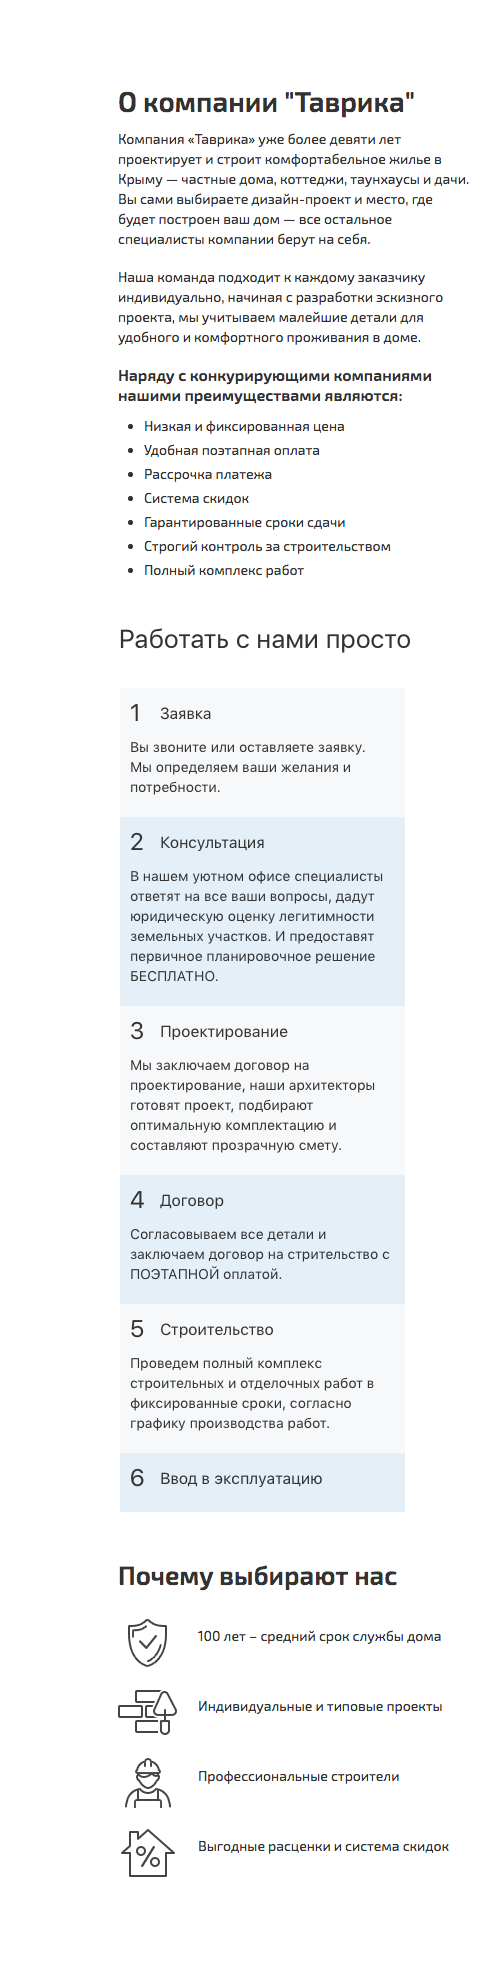 О компании "Таврика"
Компания «Таврика» уже более девяти лет
проектирует и строит комфортабельное жилье в
Крыму — частные дома, коттеджи, таунхаусы и дачи.
Вы сами выбираете дизайн-проект и место, где
будет построен ваш дом — все остальное
специалисты компании берут на себя.
Наша команда подходит к каждому заказчику
индивидуально, начиная с разработки эскизного
проекта, мы учитываем малейшие детали для
удобного и комфортного проживания в доме.
Наряду с конкурирующими компаниями
нашими преимуществами являются:
• Низкая и фиксированная цена
• Удобная поэтапная оплата
• Рассрочка платежа
• Система скидок
• Гарантированные сроки сдачи
• Строгий контроль за строительством
• Полный комплекс работ
Работать с нами просто
1 Заявка
Вы звоните или оставляете заявку.
Мы определяем ваши желания и
потребности.
2 Консультация
В нашем уютном офисе специалисты
ответят на все ваши вопросы, дадут
юридическую оценку легитимности
земельных участков. И предоставят
первичное планировочное решение
БЕСПЛАТНО.
3 Проектирование
Мы заключаем договор на
проектирование, наши архитекторы
готовят проект, подбирают
оптимальную комплектацию и
составляют прозрачную смету.
4 Договор
Согласовываем все детали и
заключаем договор на стрительство с
ПОЭТАПНОЙ оплатой.
5 Строительство
Проведем полный комплекс
строительных и отделочных работ в
фиксированные сроки, согласно
графику производства работ.
6 Ввод в эксплуатацию
Почему выбирают нас
100 лет – средний срок службы дома
Индивидуальные и типовые проекты
Профессиональные строители
Выгодные расценки и система скидок